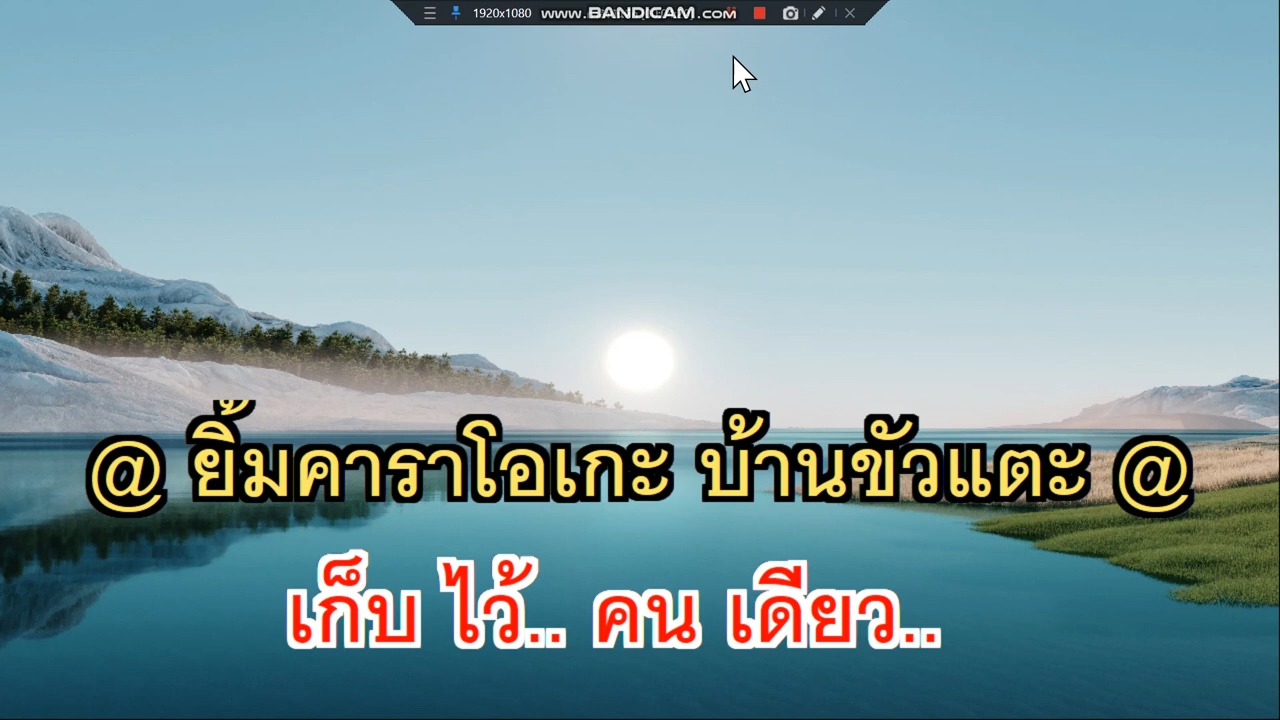 1920x1080 www.BANDICAM.com
@ ยิ้มคาราโอเกะ บ้านขัวแตะ @
เก็บ ไว้.. คน เดียว..